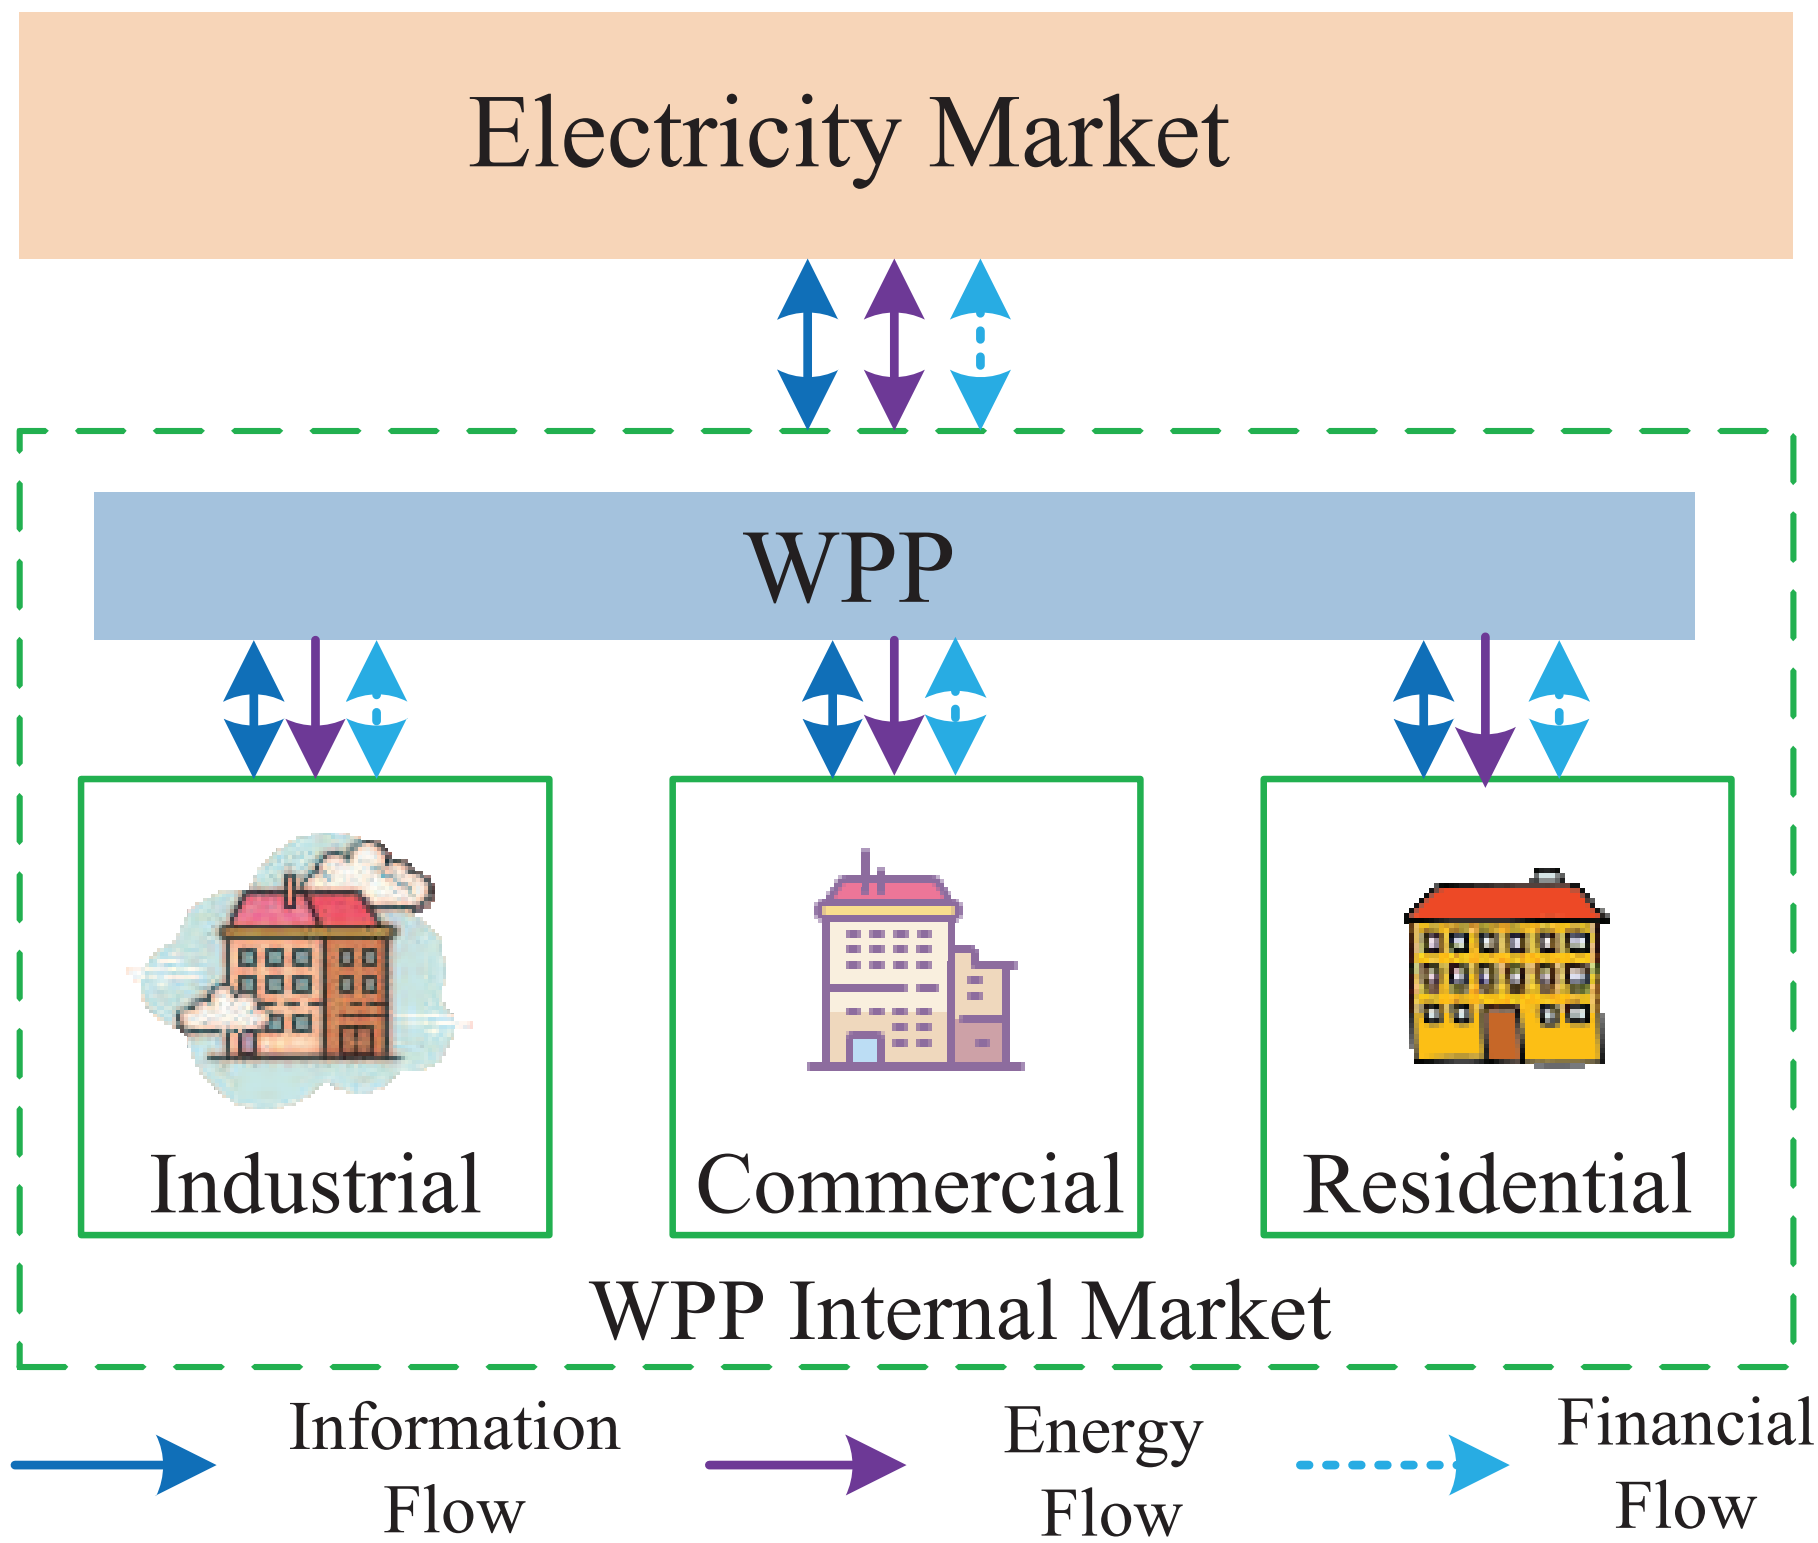 Electricity Market
WPP
Industrial
Commercial
Residential
WPP Internal Market
Information
Flow
Energy
Flow
Financial
Flow